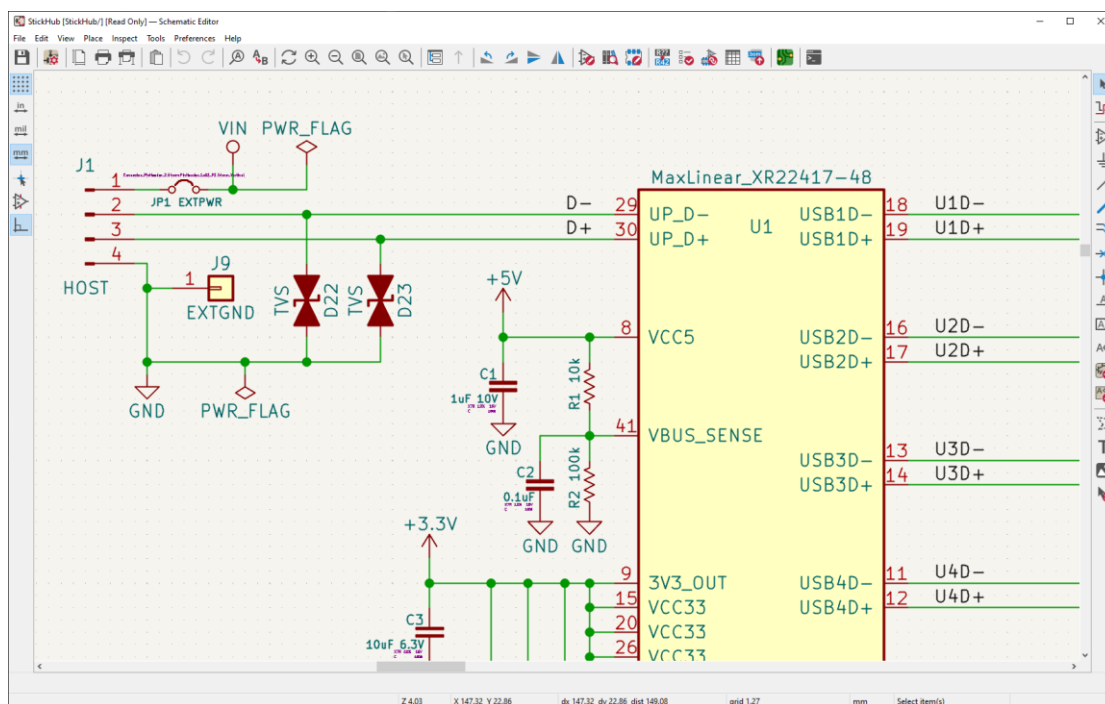 StickHub [StickHub/] [Read Only] — Schematic Editor
File Edit View Place Inspect Tools Preferences Help
in
mil
mm
VIN PWR_FLAG
J1
1
JP1 EXTPWR
2
3
4
HOST
J9
1
EXTGND
TVS
D22
TVS
D23
GND
PWR_FLAG
MaxLinear_XR22417-48
U1
D- 29 UP_D-
D+ 30 UP_D+
USB1D- 18 U1D-
USB1D+ 19 U1D+
+5V
8 VCC5
USB2D- 16 U2D-
USB2D+ 17 U2D+
C1
1uF 10V
GND
R1 10k
41 VBUS_SENSE
USB3D- 13 U3D-
USB3D+ 14 U3D+
C2
0.1uF
R2 100k
GND GND
+3.3V
9 3V3_OUT
15 VCC33
20 VCC33
26 VCC33
USB4D- 11 U4D-
USB4D+ 12 U4D+
C3
10uF 6.3V
Z 4.03 X 147.32 Y 22.86 dx 147.32 dy 22.86 dist 149.08 grid 1.27 mm Select item(s)